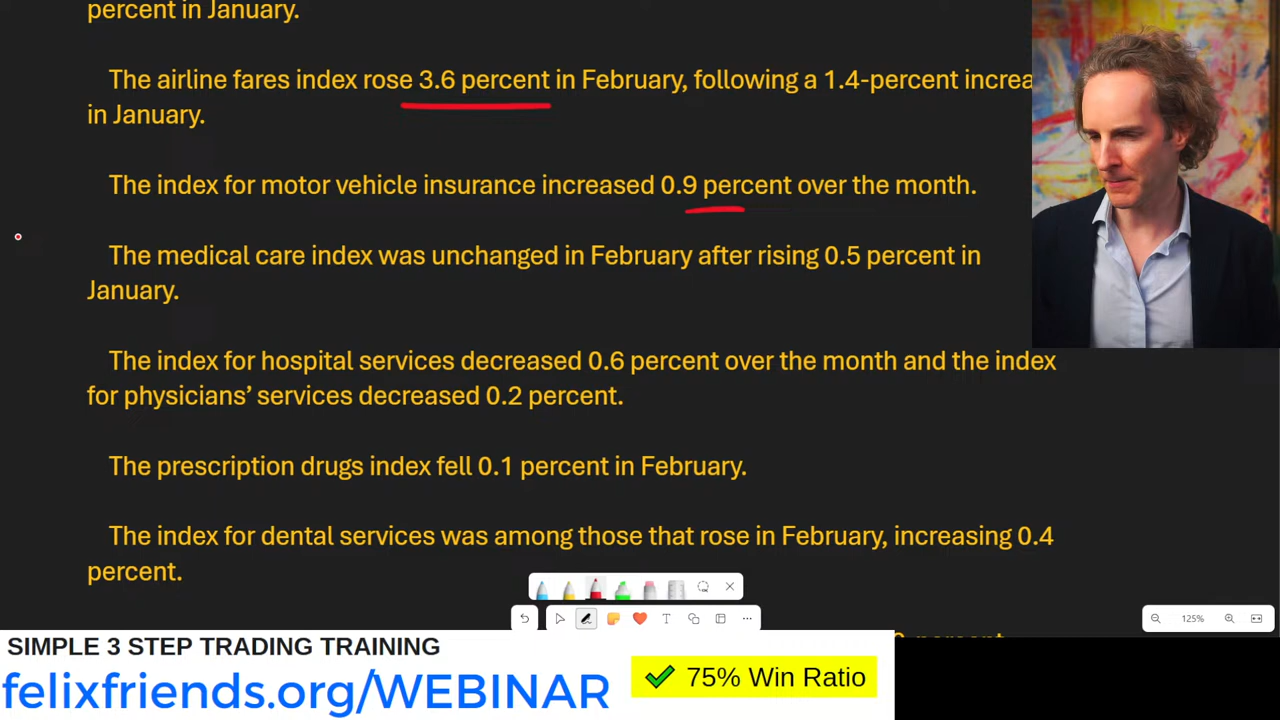 percent in January.
The airline fares index rose 3.6 percent in February, following a 1.4-percent
in January.
The index for motor vehicle insurance increased 0.9 percent over the month.
The medical care index was unchanged in February after rising 0.5 percent in
January.
The index for hospital services decreased 0.6 percent over the month and the index
for physicians’ services decreased 0.2 percent.
The prescription drugs index fell 0.1 percent in February.
The index for dental services was among those that rose in February, increasing 0.4
percent.
125%
percent
SIMPLE 3 STEP TRADING TRAINING
felixfriends.org/WEBINAR
75% Win Ratio